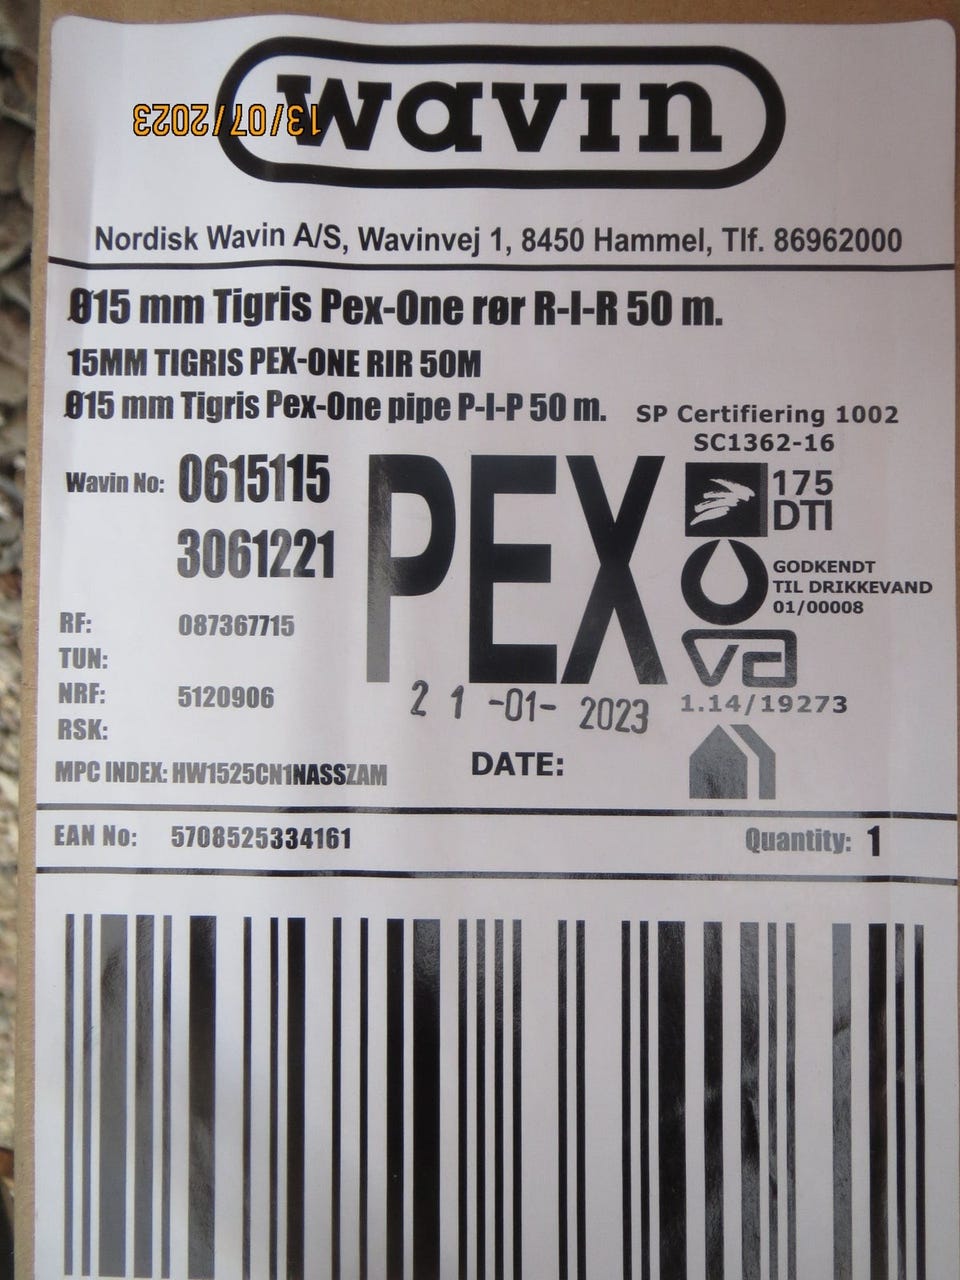 wavin
13/07/2023
Nordisk Wavin A/S, Wavinvej 1, 8450 Hammel, Tlf. 86962000
Ø15 mm Tigris Pex-One rør R-I-R 50 m.
15MM TIGRIS PEX-ONE RIR 50M
Ø15 mm Tigris Pex-One pipe P-I-P 50 m.
SP Certifiering 1002
SC1362-16
Wavin No: 0615115
3061221
PEX
175
DTI
GODKENDT
TIL DRIKKEVAND
01/00008
va
1.14/19273
RF: 087367715
TUN:
NRF: 5120906
RSK:
21-01-2023
DATE:
MPC INDEX: HW1525CN1NASSZAM
EAN No: 5708525334161
Quantity: 1